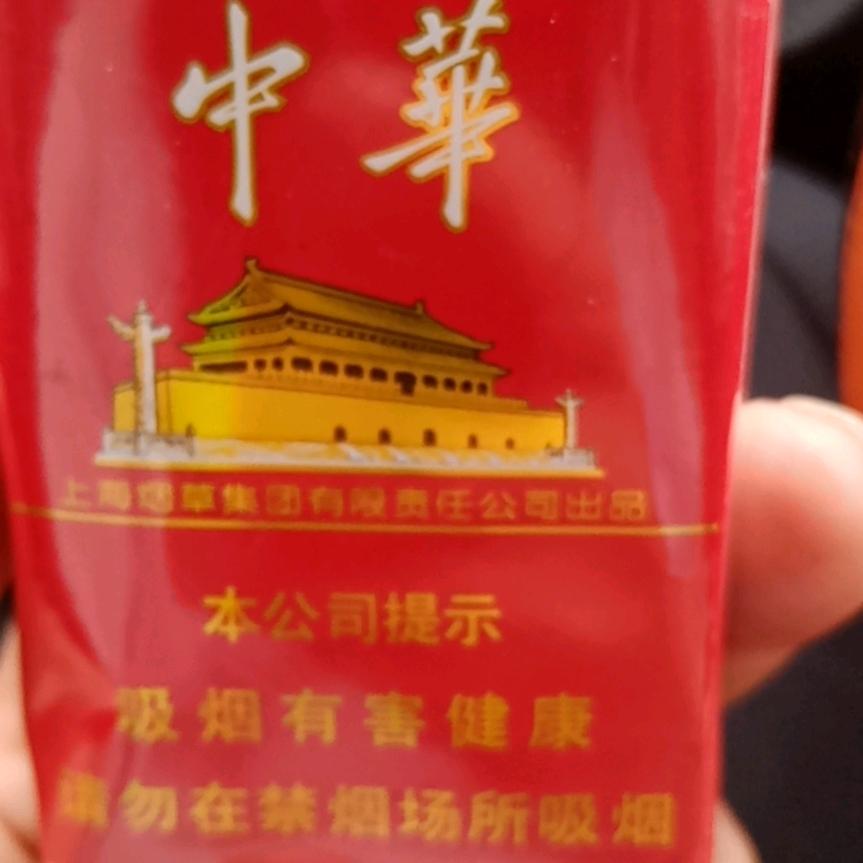 中華
上海烟草集团有限责任公司出品
本公司提示
吸烟有害健康
请勿在禁烟场所吸烟